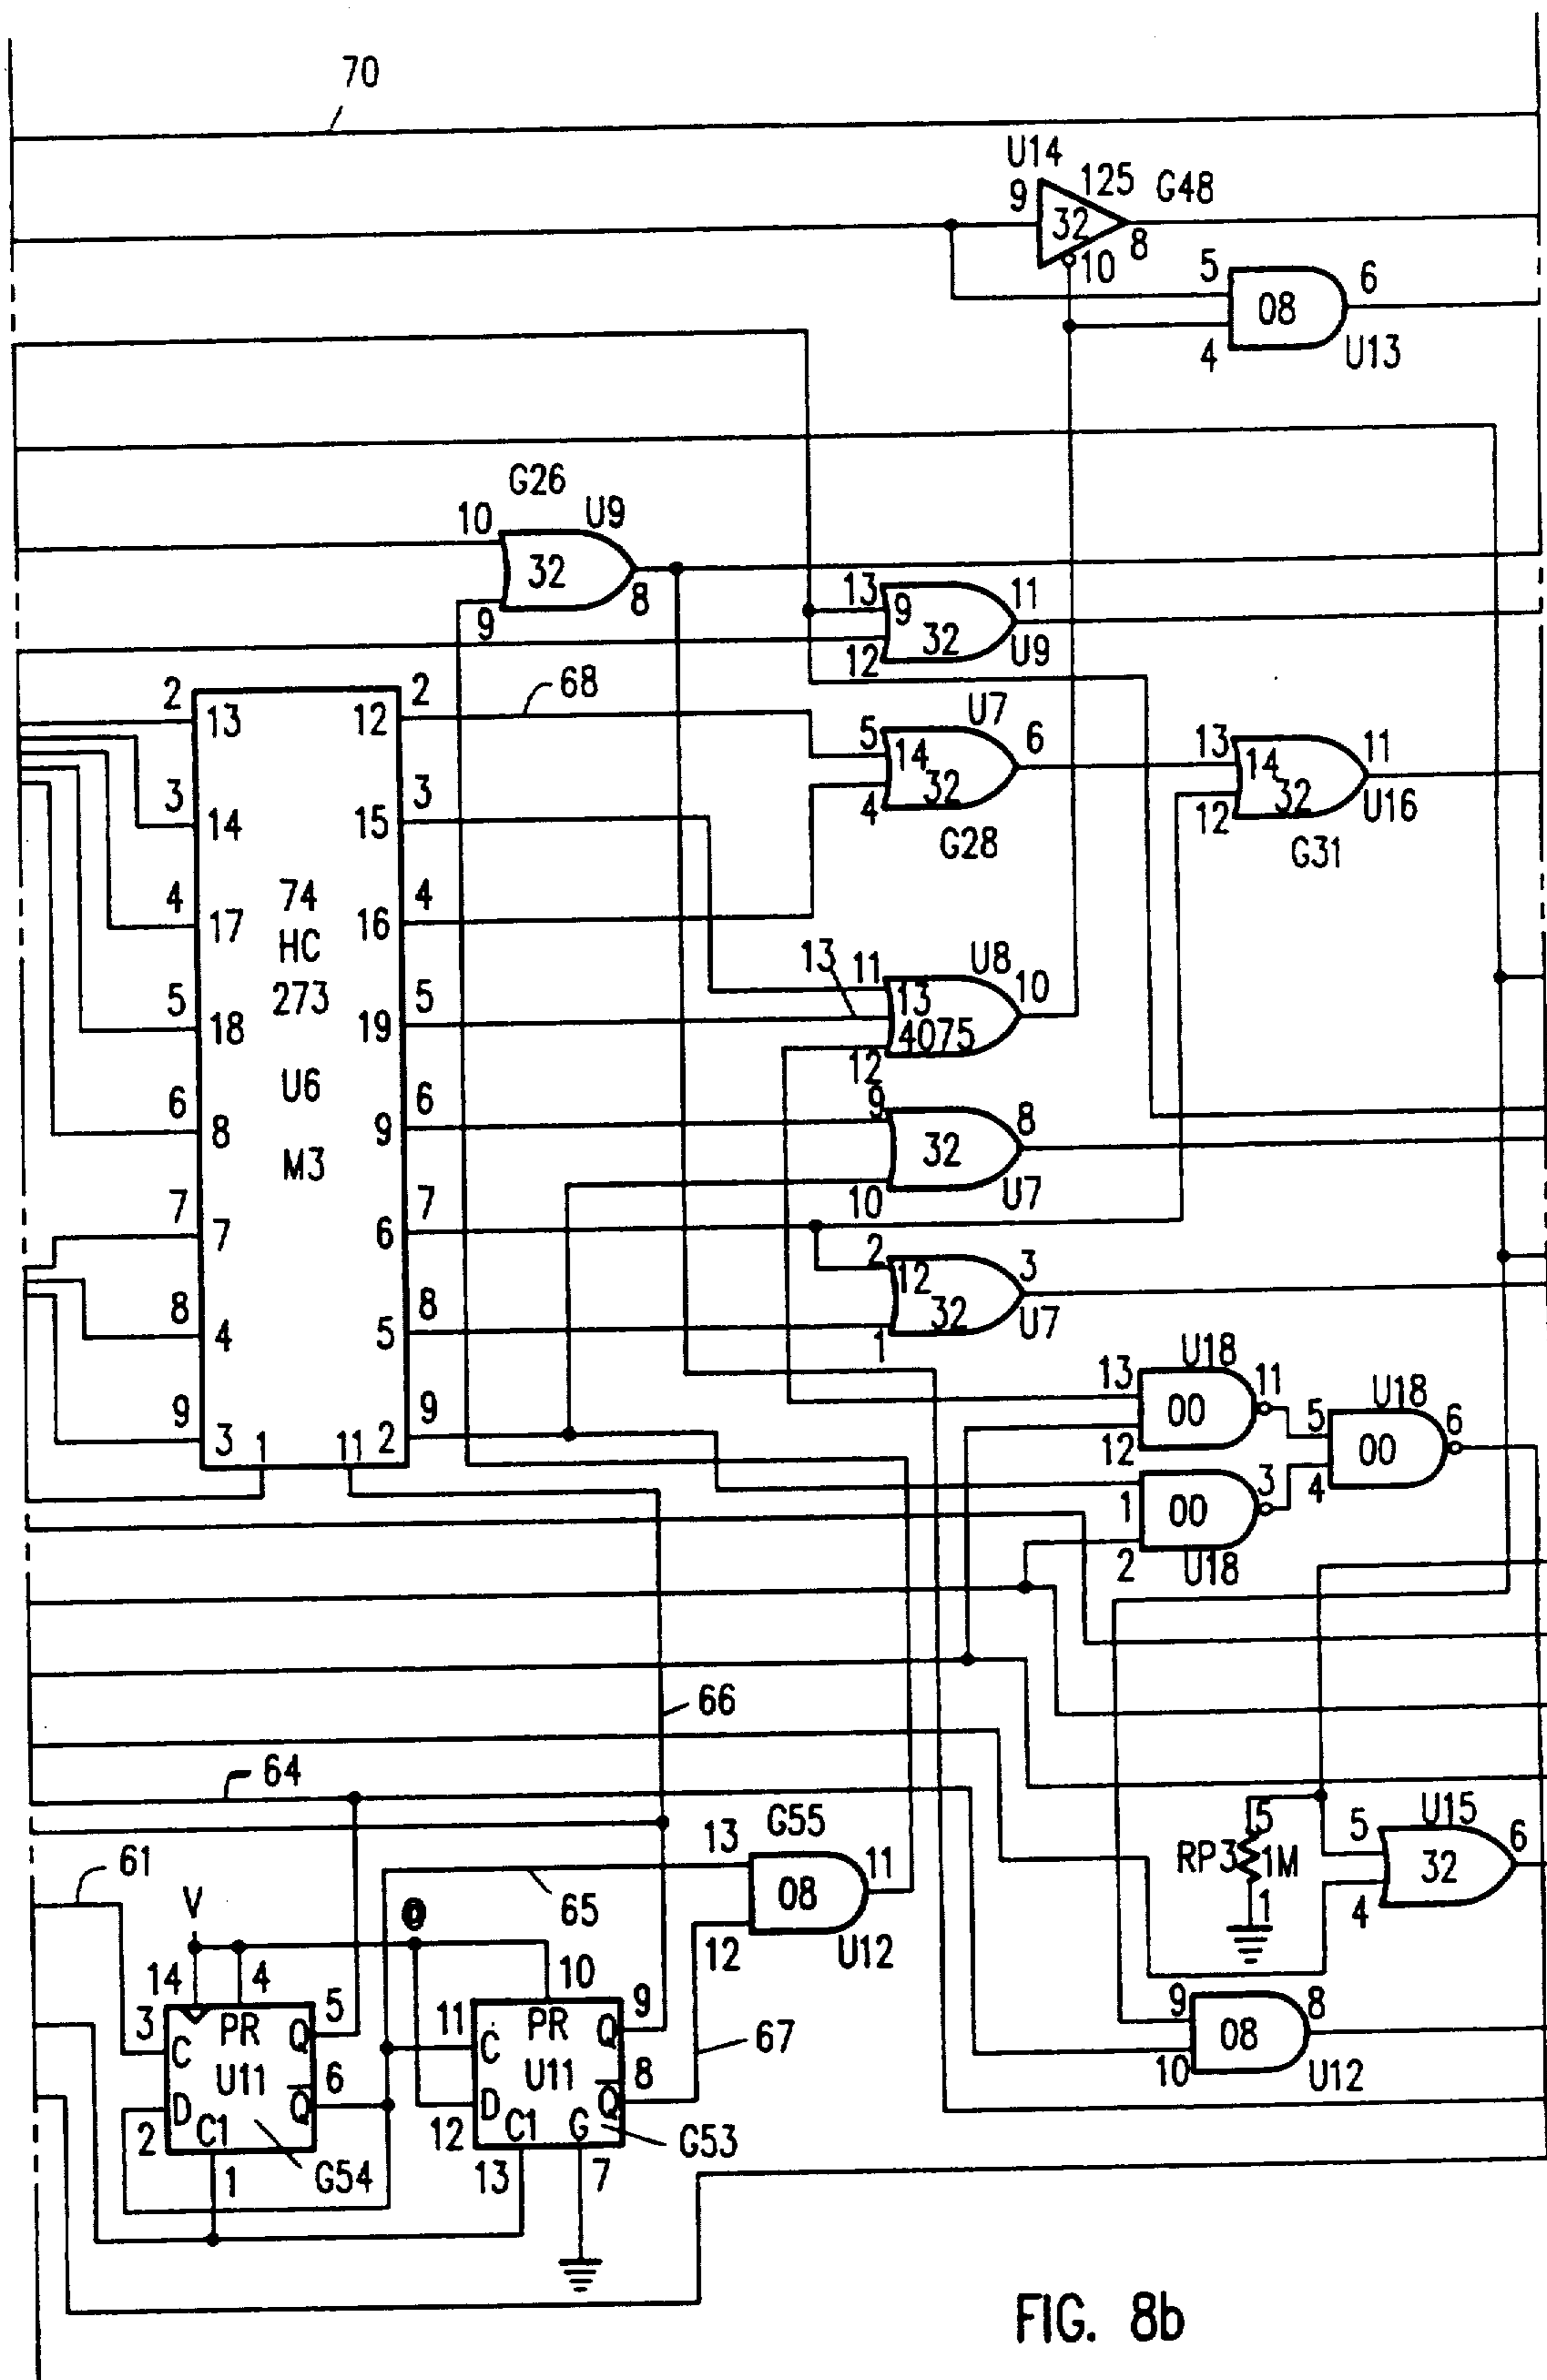 70
U14
125 G48
9
32
8
10
5
6
08
4
U13
G26
10
U9
32
8
9
13
9
11
32
U9
12
2
2
68
13
12
U7
5
14
6
13
14
11
32
32
U16
4
12
G28
G31
3
3
14
15
4
4
74
HC
273
17
16
13
11
U8
10
5
5
13
18
19
4075
12
U6
6
6
9
8
8
9
32
M3
10
U7
7
7
7
6
2
12
3
32
U7
8
8
4
5
1
U18
13
11
U18
9
9
00
5
6
3
1
11
2
12
00
3
4
1
00
2
U18
66
64
G55
13
11
5
U15
61
5
6
RP3
1M
32
V
65
08
1
4
12
U12
14
4
10
9
8
3
PR
5
11
PR
9
08
C
Q
C
Q
67
10
U12
U11
6
U11
8
D
Q
D
Q
2
C1
12
C1
G
G53
1
G54
13
7
FIG. 8b